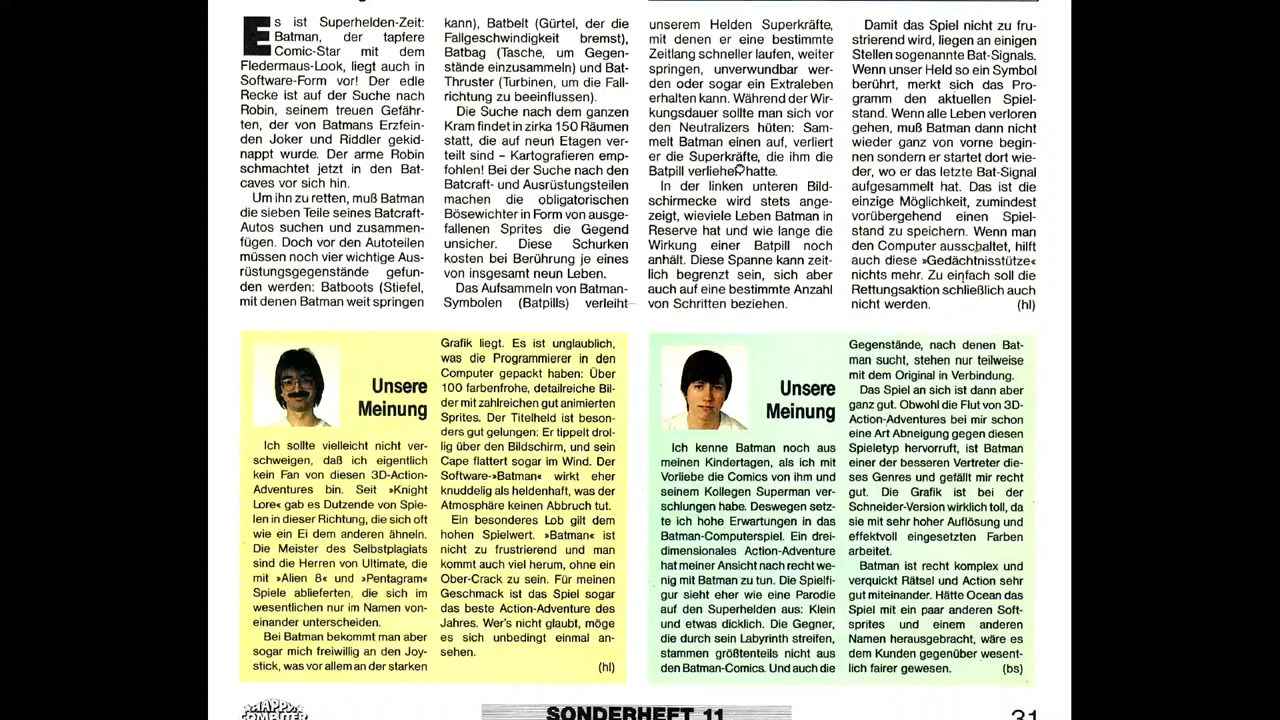 Es ist Superhelden-Zeit:
Batman, der tapfere
Comic-Star mit dem
Fledermaus-Look, liegt auch in
Software-Form vor! Der edle
Recke ist auf der Suche nach
Robin, seinem treuen Gefähr-
ten, der von Batmans Erzfein-
den Joker und Riddler gekid-
nappt wurde. Der arme Robin
schmachtet jetzt in den Bat-
caves vor sich hin.
Um ihn zu retten, muß Batman
die sieben Teile seines Batcraft-
Autos suchen und zusammen-
fügen. Doch vor den Autoteilen
müssen noch vier wichtige Aus-
rüstungsgegenstände gefun-
den werden: Batboots (Stiefel,
mit denen Batman weit springen
kann), Batbelt (Gürtel, der die
Fallgeschwindigkeit bremst),
Batbag (Tasche, um Gegen-
stände einzusammeln) und Bat-
Thruster (Turbinen, um die Fall-
richtung zu beeinflussen).
Die Suche nach dem ganzen
Kram findet in zirka 150 Räumen
statt, die auf neun Etagen ver-
teilt sind – Kartografieren emp-
fohlen! Bei der Suche nach den
Batcraft- und Ausrüstungsteilen
machen die obligatorischen
Bösewichter in Form von ausge-
fallenen Sprites die Gegend
unsicher. Diese Schurken
kosten bei Berührung je eines
von insgesamt neun Leben.
Das Aufsammeln von Batman-
Symbolen (Batpills) verleiht
unserem Helden Superkräfte,
mit denen er eine bestimmte
Zeitlang schneller laufen, weiter
springen, unverwundbar wer-
den oder sogar ein Extraleben
erhalten kann. Während der Wir-
kungsdauer sollte man sich vor
den Neutralizers hüten: Sam-
melt Batman einen auf, verliert
er die Superkräfte, die ihm die
Batpill verliehen hatte.
In der linken unteren Bild-
schirmecke wird stets ange-
zeigt, wieviele Leben Batman in
Reserve hat und wie lange die
Wirkung einer Batpill noch
anhält. Diese Spanne kann zeit-
lich begrenzt sein, sich aber
auch auf eine bestimmte Anzahl
von Schritten beziehen.
Damit das Spiel nicht zu fru-
strierend wird, liegen an einigen
Stellen sogenannte Bat-Signals.
Wenn unser Held so ein Symbol
berührt, merkt sich das Pro-
gramm den aktuellen Spiel-
stand. Wenn alle Leben verloren
gehen, muß Batman dann nicht
wieder ganz von vorne begin-
nen sondern er startet dort wie-
der, wo er das letzte Bat-Signal
aufgesammelt hat. Das ist die
einzige Möglichkeit, zumindest
vorübergehend einen Spiel-
stand zu speichern. Wenn man
den Computer ausschaltet, hilft
auch diese »Gedächtnisstütze«
nichts mehr. Zu einfach soll die
Rettungsaktion schließlich auch
nicht werden. (hl)
Unsere
Meinung
Ich sollte vielleicht nicht ver-
schweigen, daß ich eigentlich
kein Fan von diesen 3D-Action-
Adventures bin. Seit »Knight
Lore« gab es Dutzende von Spie-
len in dieser Richtung, die sich oft
wie ein Ei dem anderen ähneln.
Die Meister des Selbstplagiats
sind die Herren von Ultimate, die
mit »Alien 8« und »Pentagram«
Spiele ablieferten, die sich im
wesentlichen nur im Namen von-
einander unterscheiden.
Bei Batman bekommt man aber
sogar mich freiwillig an den Joy-
stick, was vor allem an der starken
Grafik liegt. Es ist unglaublich,
was die Programmierer in den
Computer gepackt haben: Über
100 farbenfrohe, detailreiche Bil-
der mit zahlreichen gut animierten
Sprites. Der Titelheld ist beson-
ders gut gelungen: Er tippelt drol-
lig über den Bildschirm, und sein
Cape flattert sogar im Wind. Der
Software-»Batman« wirkt eher
knuddelig als heldenhaft, was der
Atmosphäre keinen Abbruch tut.
Ein besonderes Lob gilt dem
hohen Spielwert. »Batman« ist
nicht zu frustrierend und man
kommt auch viel herum, ohne ein
Ober-Crack zu sein. Für meinen
Geschmack ist das Spiel sogar
das beste Action-Adventure des
Jahres. Wer's nicht glaubt, möge
es sich unbedingt einmal an-
sehen.
(hl)
Unsere
Meinung
Ich kenne Batman noch aus
meinen Kindertagen, als ich mit
Vorliebe die Comics von ihm und
seinem Kollegen Superman ver-
schlungen habe. Deswegen setz-
te ich hohe Erwartungen in das
Batman-Computerspiel. Ein drei-
dimensionales Action-Adventure
hat meiner Ansicht nach recht we-
nig mit Batman zu tun. Die Spielfi-
gur sieht eher wie eine Parodie
auf den Superhelden aus: Klein
und etwas dicklich. Die Gegner,
die durch sein Labyrinth streifen,
stammen größtenteils nicht aus
den Batman-Comics. Und auch die
Gegenstände, nach denen Bat-
man sucht, stehen nur teilweise
mit dem Original in Verbindung.
Das Spiel an sich ist dann aber
ganz gut. Obwohl die Flut von 3D-
Action-Adventures bei mir schon
eine Art Abneigung gegen diesen
Spieletyp hervorruft, ist Batman
einer der besseren Vertreter die-
ses Genres und gefällt mir recht
gut. Die Grafik ist bei der
Schneider-Version wirklich toll, da
sie mit sehr hoher Auflösung und
effektvoll eingesetzten Farben
arbeitet.
Batman ist recht komplex und
verquickt Rätsel und Action sehr
gut miteinander. Hätte Ocean das
Spiel mit ein paar anderen Soft-
sprites und einem anderen
Namen herausgebracht, wäre es
dem Kunden gegenüber wesent-
lich fairer gewesen. (bs)
HAPPY
COMPUTER
SONDERHEFT 11
31